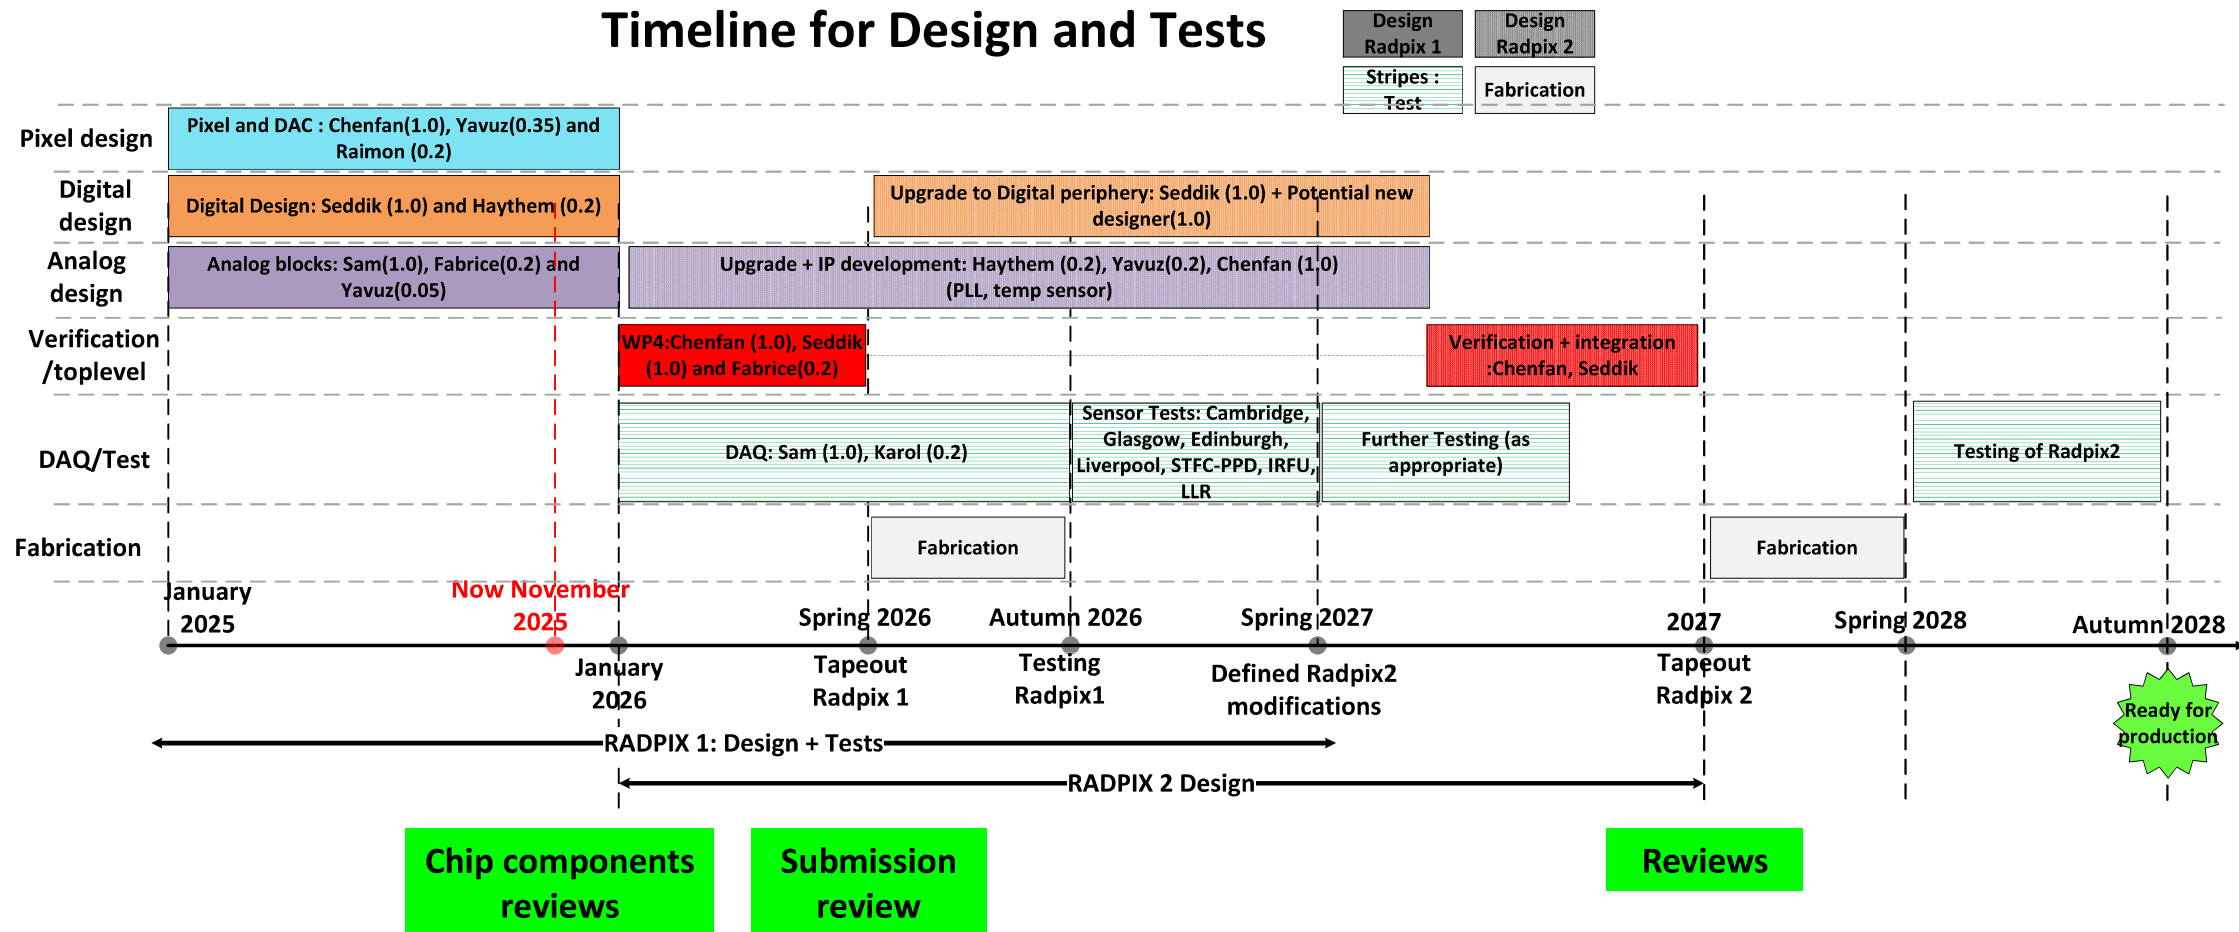 Timeline for Design and Tests
Design
Radpix 1
Design
Radpix 2
Stripes :
Test
Fabrication
Pixel design
Pixel and DAC : Chenfan(1.0), Yavuz(0.35) and
Raimon (0.2)
Digital
design
Digital Design: Seddik (1.0) and Haythem (0.2)
Upgrade to Digital periphery: Seddik (1.0) + Potential new
designer(1.0)
Analog
design
Analog blocks: Sam(1.0), Fabrice(0.2) and
Yavuz(0.05)
Upgrade + IP development: Haythem (0.2), Yavuz(0.2), Chenfan (1.0)
(PLL, temp sensor)
Verification
/toplevel
WP4:Chenfan (1.0), Seddik
(1.0) and Fabrice(0.2)
Verification + integration
:Chenfan, Seddik
DAQ/Test
DAQ: Sam (1.0), Karol (0.2)
Sensor Tests: Cambridge,
Glasgow, Edinburgh,
Liverpool, STFC-PPD, IRFU,
LLR
Further Testing (as
appropriate)
Testing of Radpix2
Fabrication
Fabrication
Fabrication
January
2025
Now November
2025
January
2026
Spring 2026
Tapeout
Radpix 1
Autumn 2026
Testing
Radpix1
Spring 2027
Defined Radpix2
modifications
2027
Tapeout
Radpix 2
Spring 2028
Autumn 2028
Ready for
production
RADPIX 1: Design + Tests
RADPIX 2 Design
Chip components
reviews
Submission
review
Reviews